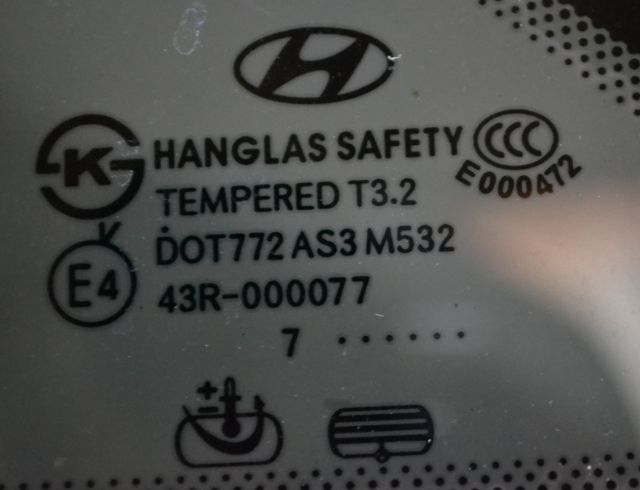 HANGLAS SAFETY
CCC
E000472
K
TEMPERED T3.2
V
DOT772 AS3 M532
E4
43R-000077
7 ......